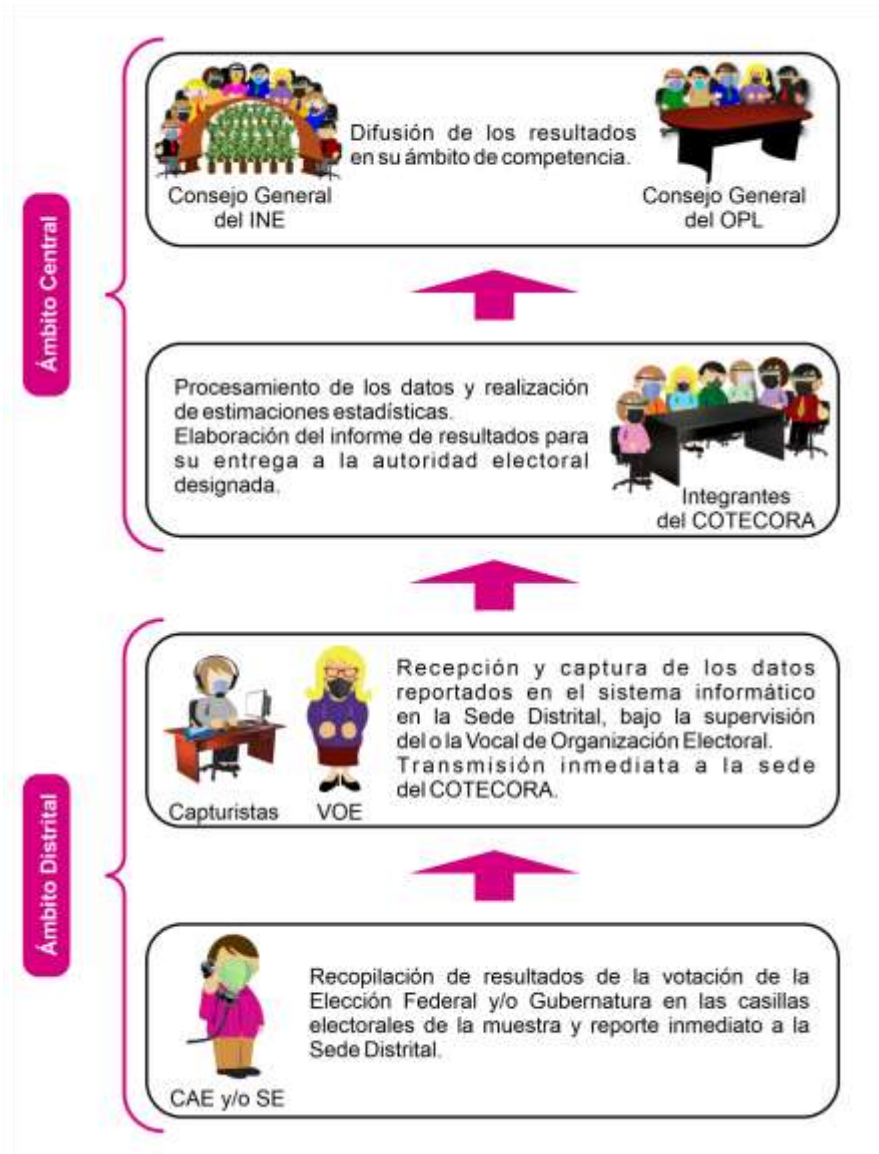 Ámbito Central
Difusión de los resultados
en su ámbito de competencia.
Consejo General
del INE
Consejo General
del OPL
Procesamiento de los datos y realización
de estimaciones estadísticas.
Elaboración del informe de resultados para
su entrega a la autoridad electoral
designada.
Integrantes
del COTECORA
Ámbito Distrital
Recepción y captura de los datos
reportados en el sistema informático
en la Sede Distrital, bajo la supervisión
del o la Vocal de Organización Electoral.
Transmisión inmediata a la sede
del COTECORA.
Capturistas
VOE
Recopilación de resultados de la votación de la
Elección Federal y/o Gubernatura en las casillas
electorales de la muestra y reporte inmediato a la
Sede Distrital.
CAE y/o SE